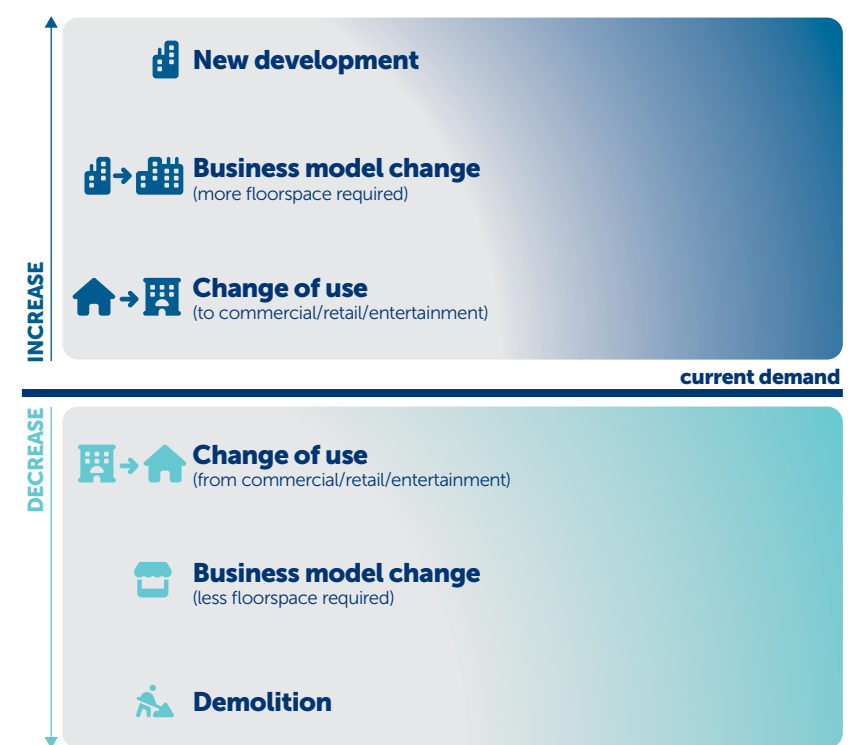 New development
Business model change
(more floorspace required)
Change of use
(to commercial/retail/entertainment)
INCREASE
current demand
DECREASE
Change of use
(from commercial/retail/entertainment)
Business model change
(less floorspace required)
Demolition